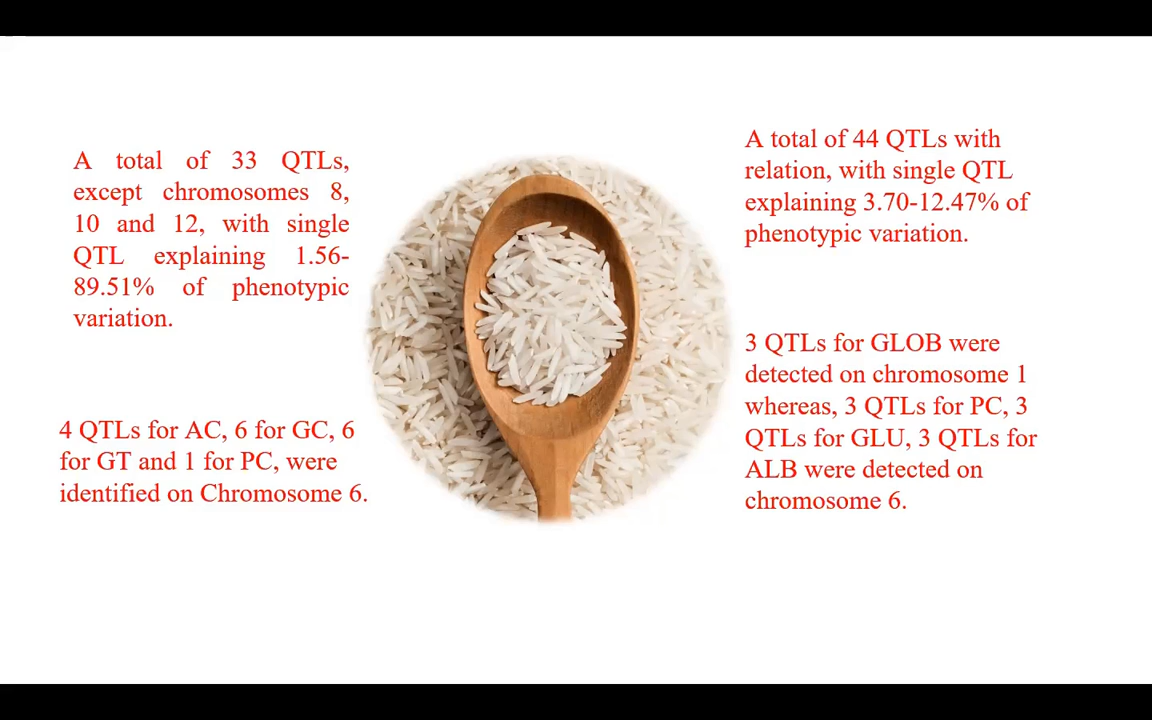 A total of 33 QTLs,
except chromosomes 8,
10 and 12, with single
QTL explaining 1.56-
89.51% of phenotypic
variation.
4 QTLs for AC, 6 for GC, 6
for GT and 1 for PC, were
identified on Chromosome 6.
A total of 44 QTLs with
relation, with single QTL
explaining 3.70-12.47% of
phenotypic variation.
3 QTLs for GLOB were
detected on chromosome 1
whereas, 3 QTLs for PC, 3
QTLs for GLU, 3 QTLs for
ALB were detected on
chromosome 6.